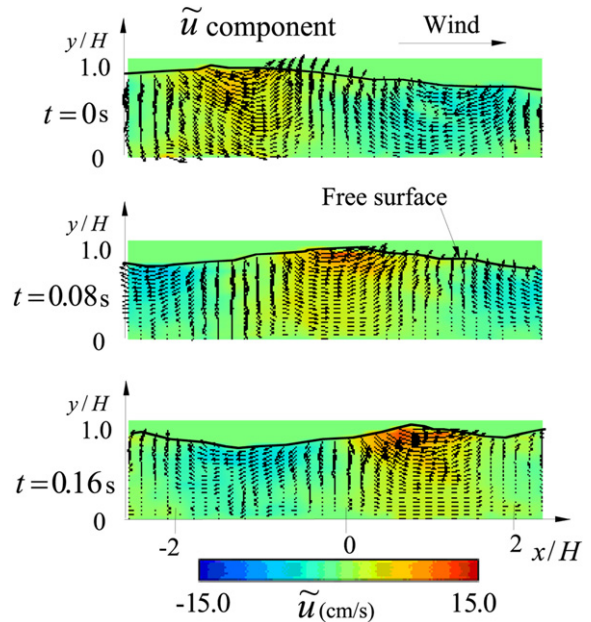 ũ component
Wind
y/H
1.0
t=0s
0
Free surface
y/H
1.0
t=0.08s
0
y/H
1.0
t=0.16s
0
-2 0 2 x/H
-15.0 ũ(cm/s) 15.0